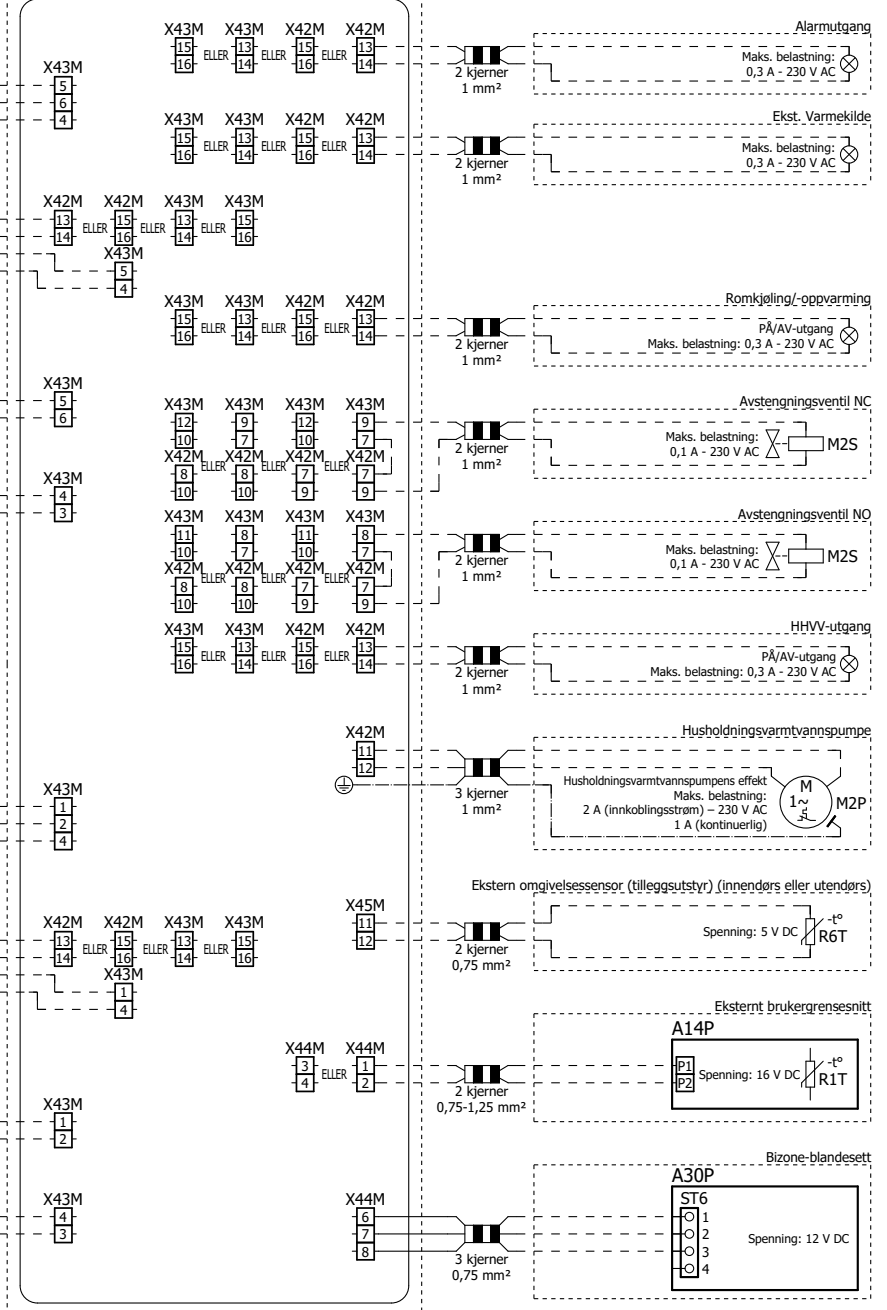 Alarmutgang
X43M X43M X42M X42M
15 ELLER 13 ELLER 15 ELLER 13
16 14 16 14
2 kjerner
1 mm²
Maks. belastning:
0,3 A - 230 V AC
X43M
5
6
4
Ekst. Varmekilde
X43M X43M X42M X42M
15 ELLER 13 ELLER 15 ELLER 13
16 14 16 14
2 kjerner
1 mm²
Maks. belastning:
0,3 A - 230 V AC
X42M X42M X43M X43M
13 ELLER 15 ELLER 13 ELLER 15
14 16 14 16
X43M
5
4
Romkjøling/-oppvarming
X43M X43M X42M X42M
15 ELLER 13 ELLER 15 ELLER 13
16 14 16 14
2 kjerner
1 mm²
PÅ/AV-utgang
Maks. belastning: 0,3 A - 230 V AC
X43M
5
6
Avstengningsventil NC
X43M X43M X43M X43M
12 9 12 9
10 7 10 7
X42M ELLER X42M ELLER X42M ELLER X42M
8 8 7 7
10 10 9 9
2 kjerner
1 mm²
Maks. belastning:
0,1 A - 230 V AC
M2S
X43M
4
3
Avstengningsventil NO
X43M X43M X43M X43M
11 8 11 8
10 7 10 7
X42M ELLER X42M ELLER X42M ELLER X42M
8 8 7 7
10 10 9 9
2 kjerner
1 mm²
Maks. belastning:
0,1 A - 230 V AC
M2S
HHVV-utgang
X43M X43M X42M X42M
15 ELLER 13 ELLER 15 ELLER 13
16 14 16 14
2 kjerner
1 mm²
PÅ/AV-utgang
Maks. belastning: 0,3 A - 230 V AC
Husholdningsvarmtvannspumpe
X42M
11
12
3 kjerner
1 mm²
Husholdningsvarmtvannspumpens effekt
Maks. belastning:
2 A (innkoblingsstrøm) – 230 V AC
1 A (kontinuerlig)
M
1~
M2P
X43M
1
2
4
Ekstern omgivelsessensor (tilleggsutstyr) (innendørs eller utendørs)
X45M
11
12
2 kjerner
0,75 mm²
Spenning: 5 V DC
-t°
R6T
X42M X42M X43M X43M
13 ELLER 15 ELLER 13 ELLER 15
14 16 14 16
X43M
1
4
Eksternt brukergrensesnitt
A14P
X44M X44M
3 ELLER 1
4 2
2 kjerner
0,75-1,25 mm²
P1
P2
Spenning: 16 V DC
-t°
R1T
X43M
1
2
Bizone-blandesett
A30P
X43M
4
3
X44M
6
7
8
3 kjerner
0,75 mm²
ST6
1
2
3
4
Spenning: 12 V DC